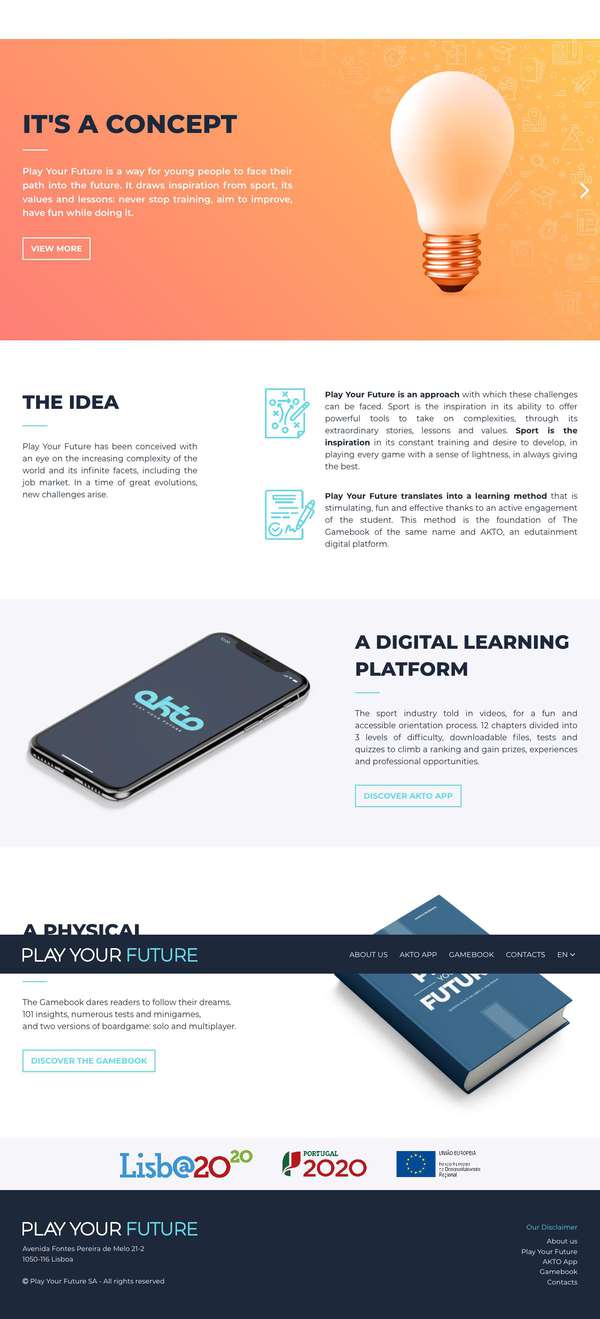 IT'S A CONCEPT
Play Your Future is a way for young people to face their
path into the future. It draws inspiration from sport, its
values and lessons: never stop training, aim to improve,
have fun while doing it.
VIEW MORE
THE IDEA
Play Your Future has been conceived with
an eye on the increasing complexity of the
world and its infinite facets, including the
job market. In a time of great evolutions,
new challenges arise.
Play Your Future is an approach with which these challenges
can be faced. Sport is the inspiration in its ability to offer
powerful tools to take on complexities, through its
extraordinary stories, lessons and values. Sport is the
inspiration in its constant training and desire to develop, in
playing every game with a sense of lightness, in always giving
the best.
Play Your Future translates into a learning method that is
stimulating, fun and effective thanks to an active engagement
of the student. This method is the foundation of The
Gamebook of the same name and AKTO, an edutainment
digital platform.
akto
PLAY YOUR FUTURE
A DIGITAL LEARNING
PLATFORM
The sport industry told in videos, for a fun and
accessible orientation process. 12 chapters divided into
3 levels of difficulty, downloadable files, tests and
quizzes to climb a ranking and gain prizes, experiences
and professional opportunities.
DISCOVER AKTO APP
A PHYSICAL
PLAY YOUR FUTURE
ABOUT US
AKTO APP
GAMEBOOK
CONTACTS
EN
FUTURE
The Gamebook dares readers to follow their dreams.
101 insights, numerous tests and minigames,
and two versions of boardgame: solo and multiplayer.
DISCOVER THE GAMEBOOK
Lisb@20 20
PORTUGAL
2020
UNIÃO EUROPEIA
Fundo Europeu
de Desenvolvimento
Regional
PLAY YOUR FUTURE
Avenida Fontes Pereira de Melo 21-2
1050-116 Lisboa
© Play Your Future SA - All rights reserved
Our Disclaimer
About us
Play Your Future
AKTO App
Gamebook
Contacts